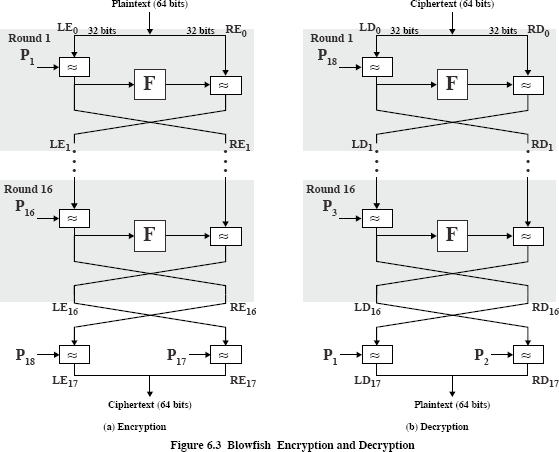 Plaintext (64 bits)
LE0 32 bits 32 bits RE0
Round 1
P1
≈
F
≈
LE1 RE1
Round 16
P16
≈
F
≈
LE16 RE16
P18 ≈ P17 ≈
LE17 RE17
Ciphertext (64 bits)
(a) Encryption
Ciphertext (64 bits)
LD0 32 bits 32 bits RD0
Round 1
P18
≈
F
≈
LD1 RD1
Round 16
P3
≈
F
≈
LD16 RD16
P1 ≈ P2 ≈
LD17 RD17
Plaintext (64 bits)
(b) Decryption
Figure 6.3 Blowfish Encryption and Decryption